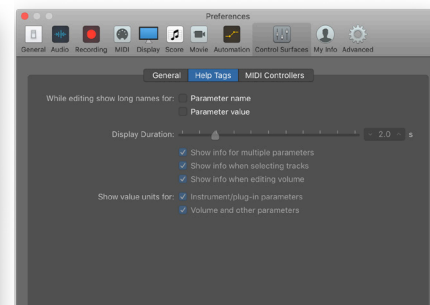 Preferences
General Audio Recording MIDI Display Score Movie Automation Control Surfaces My Info Advanced
General Help Tags MIDI Controllers
While editing show long names for: Parameter name
Parameter value
Display Duration: 2.0 s
Show info for multiple parameters
Show info when selecting tracks
Show info when editing volume
Show value units for: Instrument/plug-in parameters
Volume and other parameters